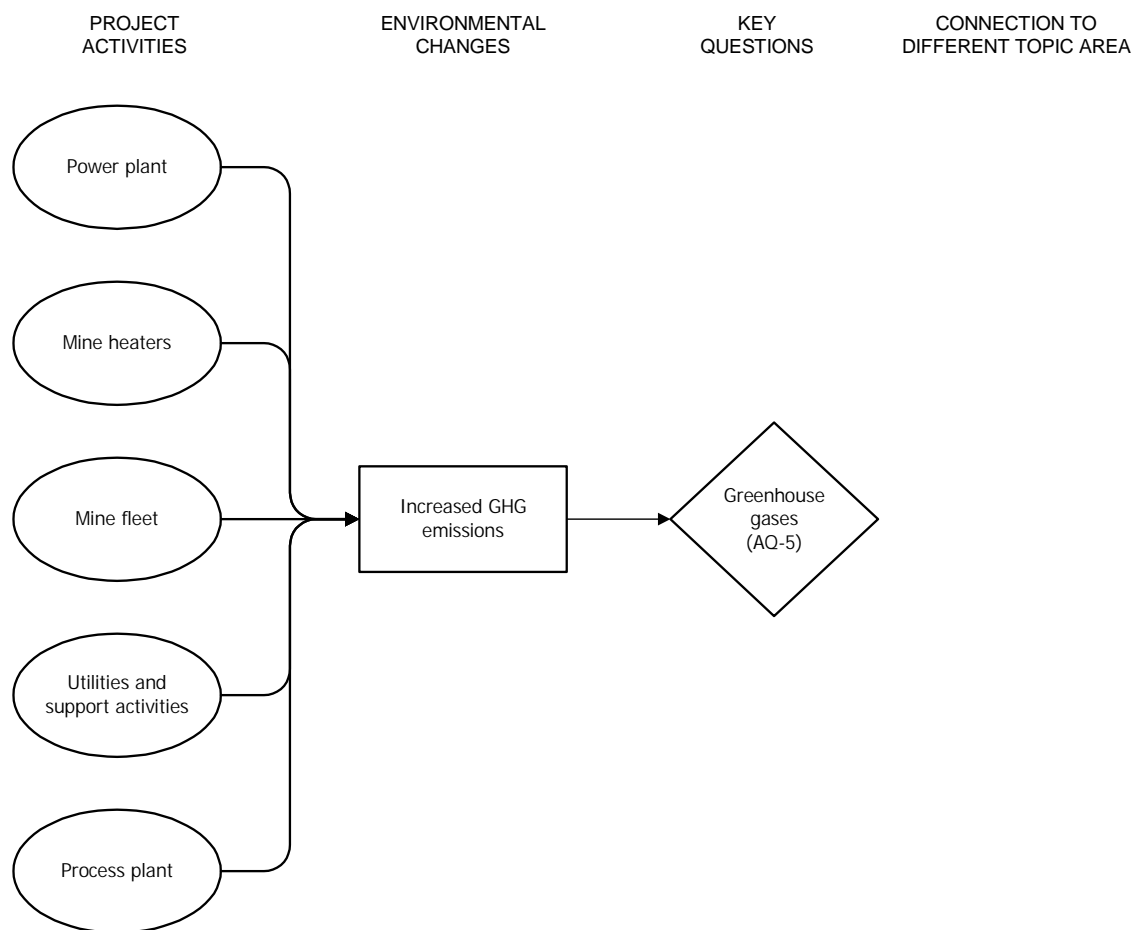 PROJECT
ACTIVITIES
ENVIRONMENTAL
CHANGES
KEY
QUESTIONS
CONNECTION TO
DIFFERENT TOPIC AREA
Power plant
Mine heaters
Mine fleet
Utilities and
support activities
Process plant
Increased GHG
emissions
Greenhouse
gases
(AQ-5)